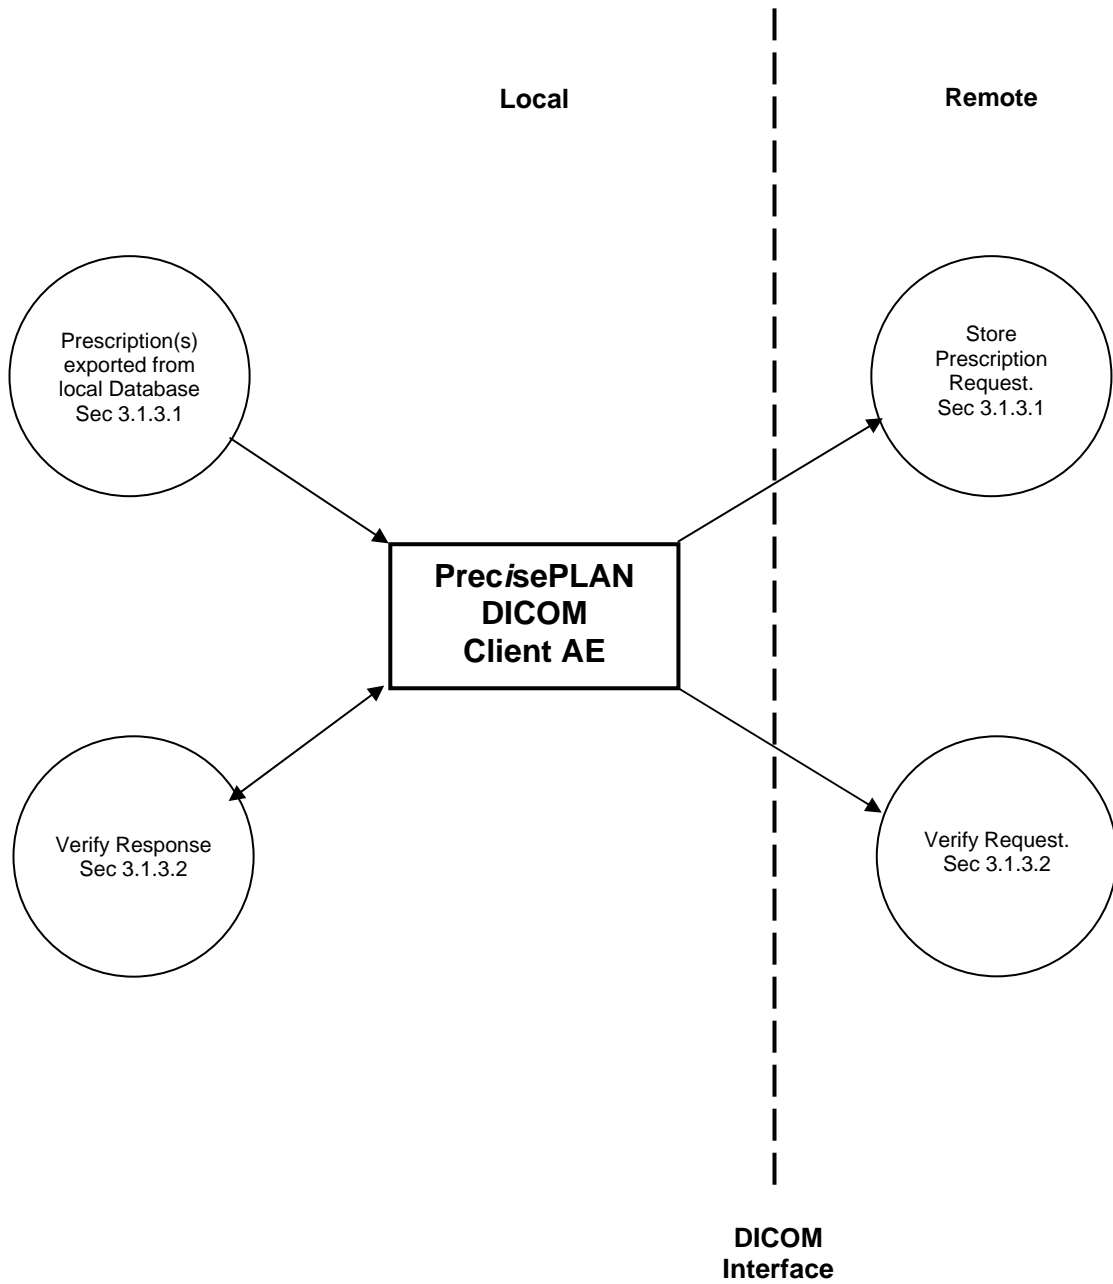 Local
Remote
Prescription(s)
exported from
local Database
Sec 3.1.3.1
Store
Prescription
Request.
Sec 3.1.3.1
PrecisePLAN
DICOM
Client AE
Verify Response
Sec 3.1.3.2
Verify Request.
Sec 3.1.3.2
DICOM
Interface